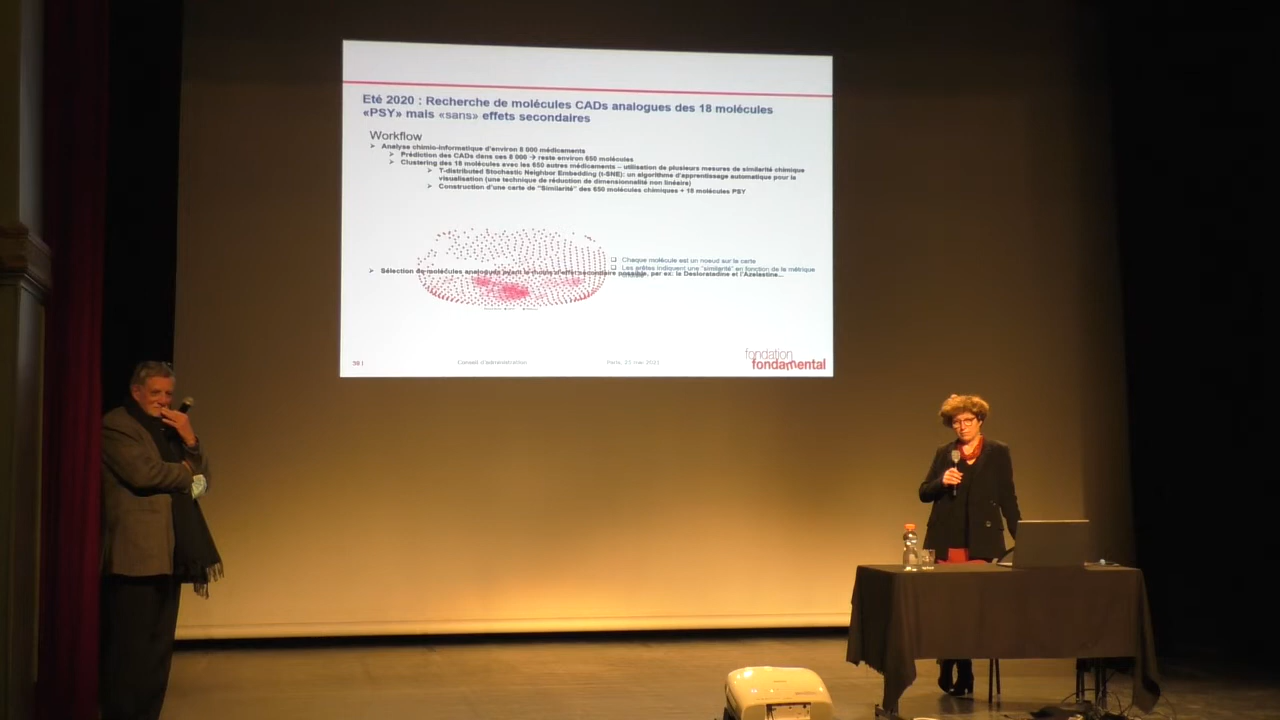 Eté 2020 : Recherche de molécules CADs analogues des 18 molécules
«PSY» mais «sans» effets secondaires
Workflow
Analyse chimio-informatique d'environ 8 000 médicaments
Prédiction des CADs dans ces 8 000 → reste environ 650 molécules
Clustering des 18 molécules avec les 650 autres médicaments – utilisation de plusieurs mesures de similarité chimique
T-distributed Stochastic Neighbor Embedding (t-SNE): un algorithme d'apprentissage automatique pour la
visualisation (une technique de réduction de dimensionnalité non linéaire)
Construction d'une carte de "Similarité" des 650 molécules chimiques + 18 molécules PSY
Chaque molécule est un noeud sur la carte
Les arêtes indiquent une "similarité" en fonction de la métrique
Sélection de molécules analogues ayant le moins d'effet secondaire possible, par ex: la Desloratadine et l'Azelastine...
Conseil d'administration
Paris, 2021
fondation
fondamental